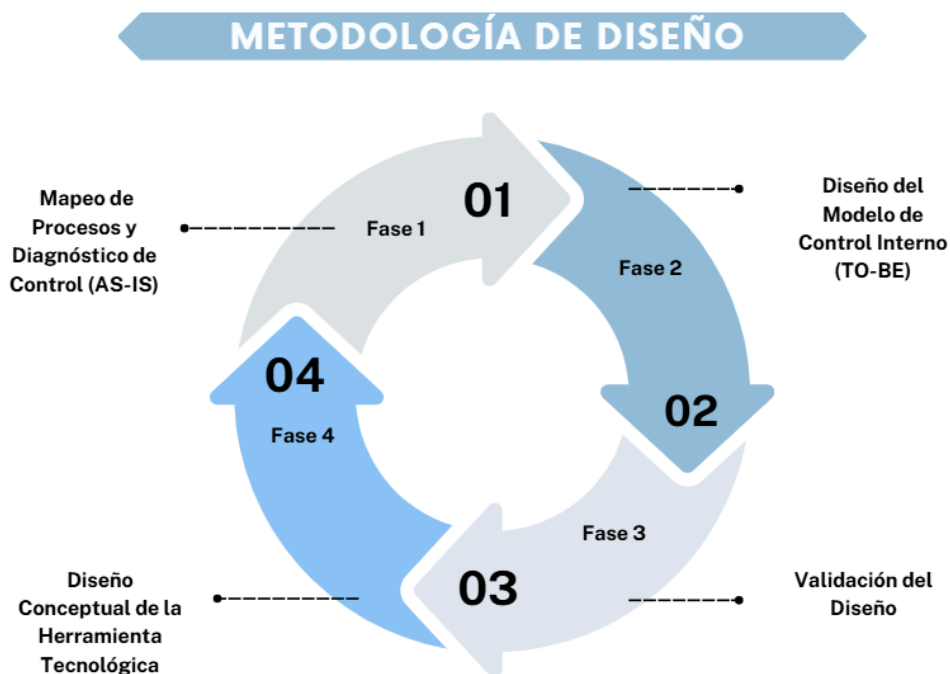 METODOLOGÍA DE DISEÑO
01
Fase 1
Mapeo de
Procesos y
Diagnóstico de
Control (AS-IS)
Diseño del
Modelo de
Control Interno
(TO-BE)
Fase 2
02
Fase 3
03
Validación del
Diseño
04
Fase 4
Diseño
Conceptual de la
Herramienta
Tecnológica